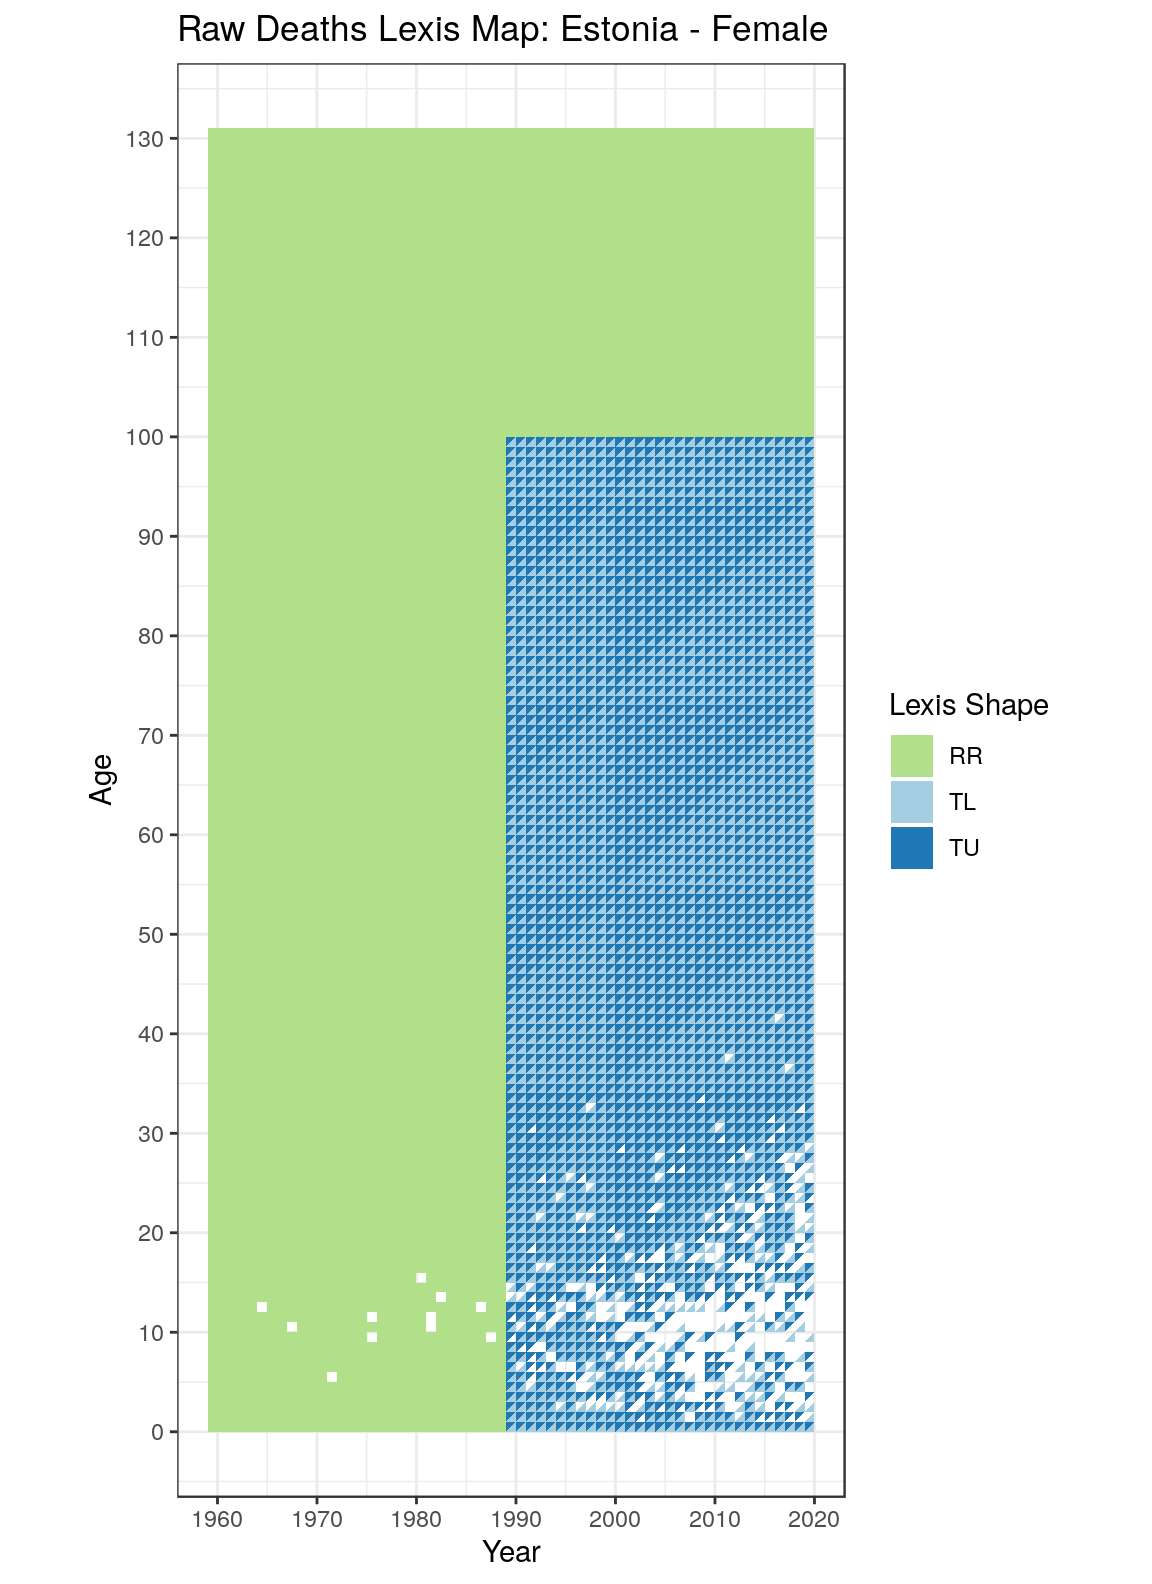 Raw Deaths Lexis Map: Estonia - Female
130
120
110
100
90
80
70
60
50
40
30
20
10
0
Age
1960 1970 1980 1990 2000 2010 2020
Year
Lexis Shape
RR
TL
TU